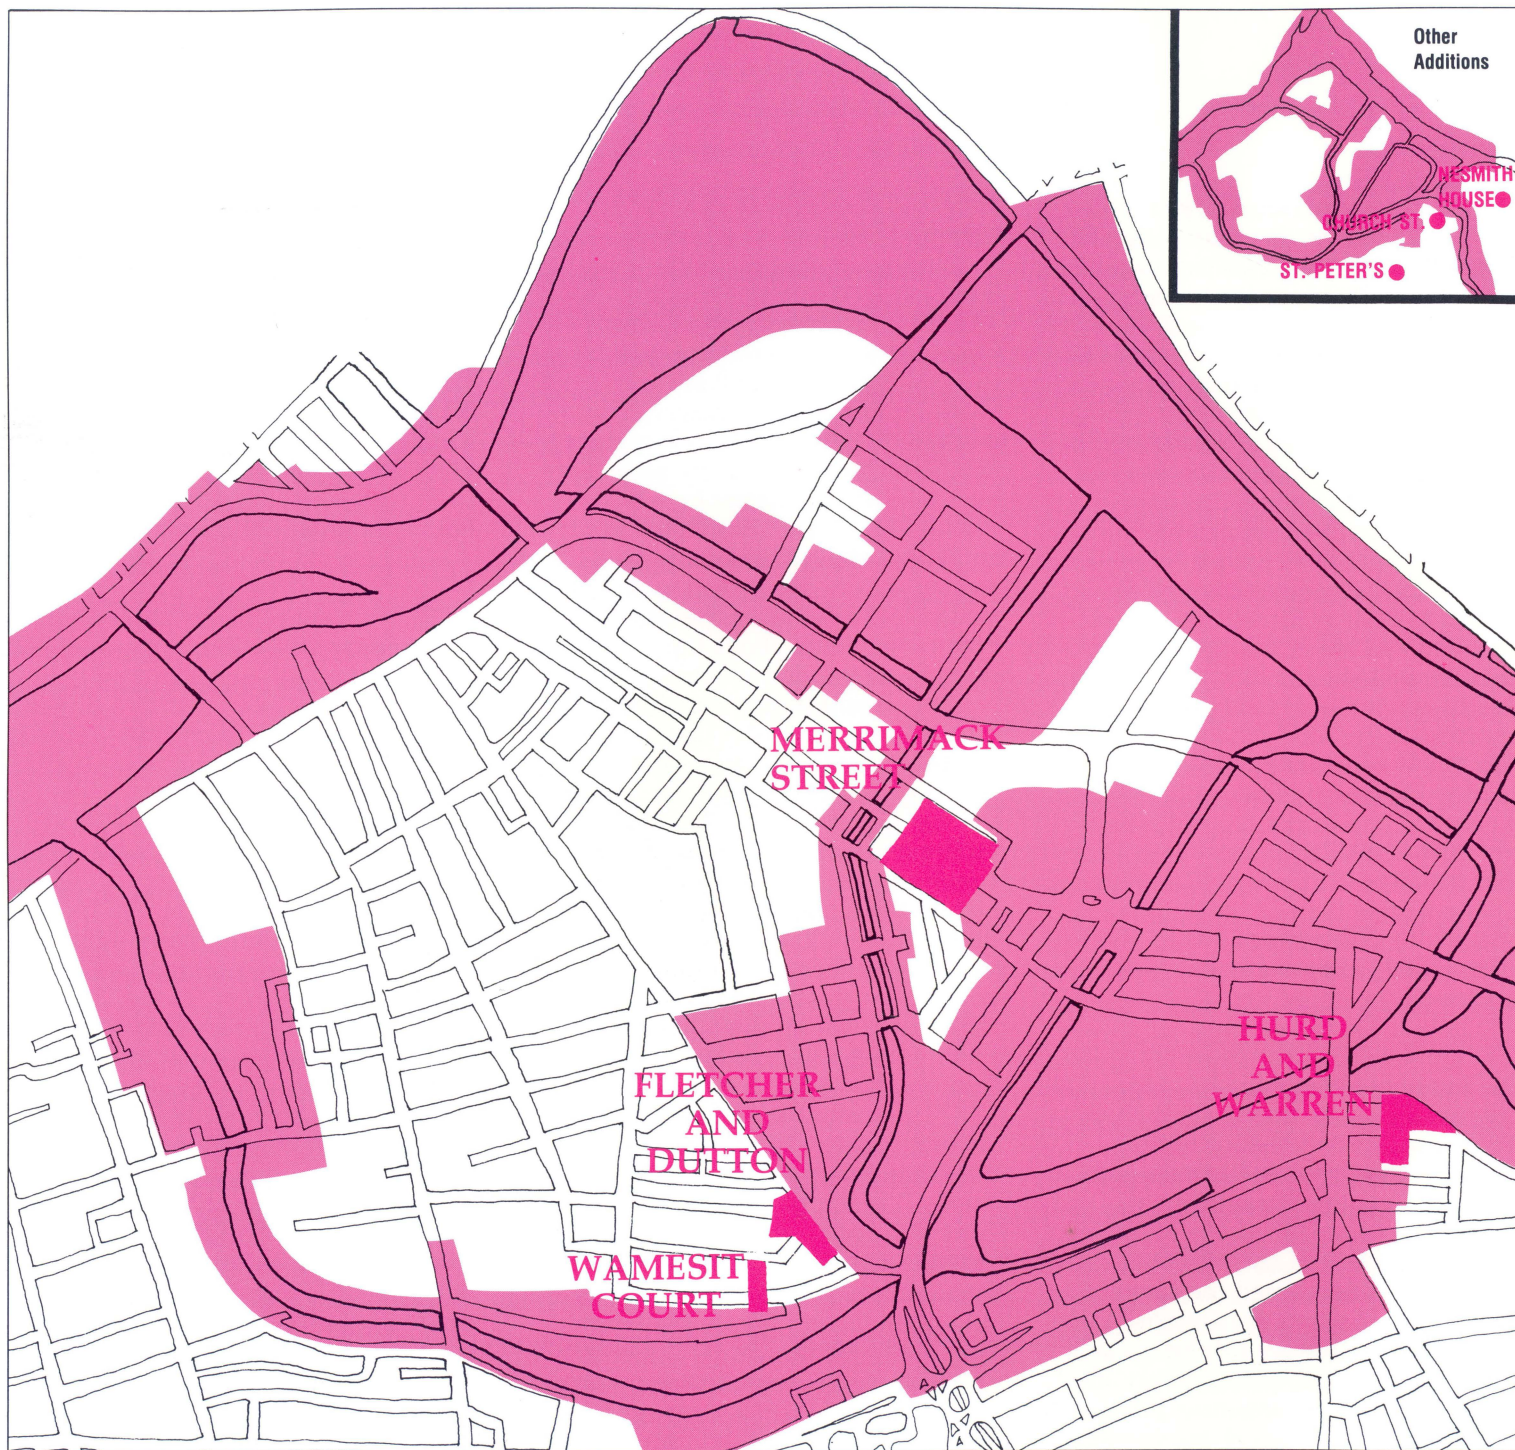 Other
Additions
NESMITH
HOUSE
CHURCH ST.
ST. PETER'S
MERRIMACK
STREET
HURD
AND
WARREN
FLETCHER
AND
DUTTON
WAMESIT
COURT